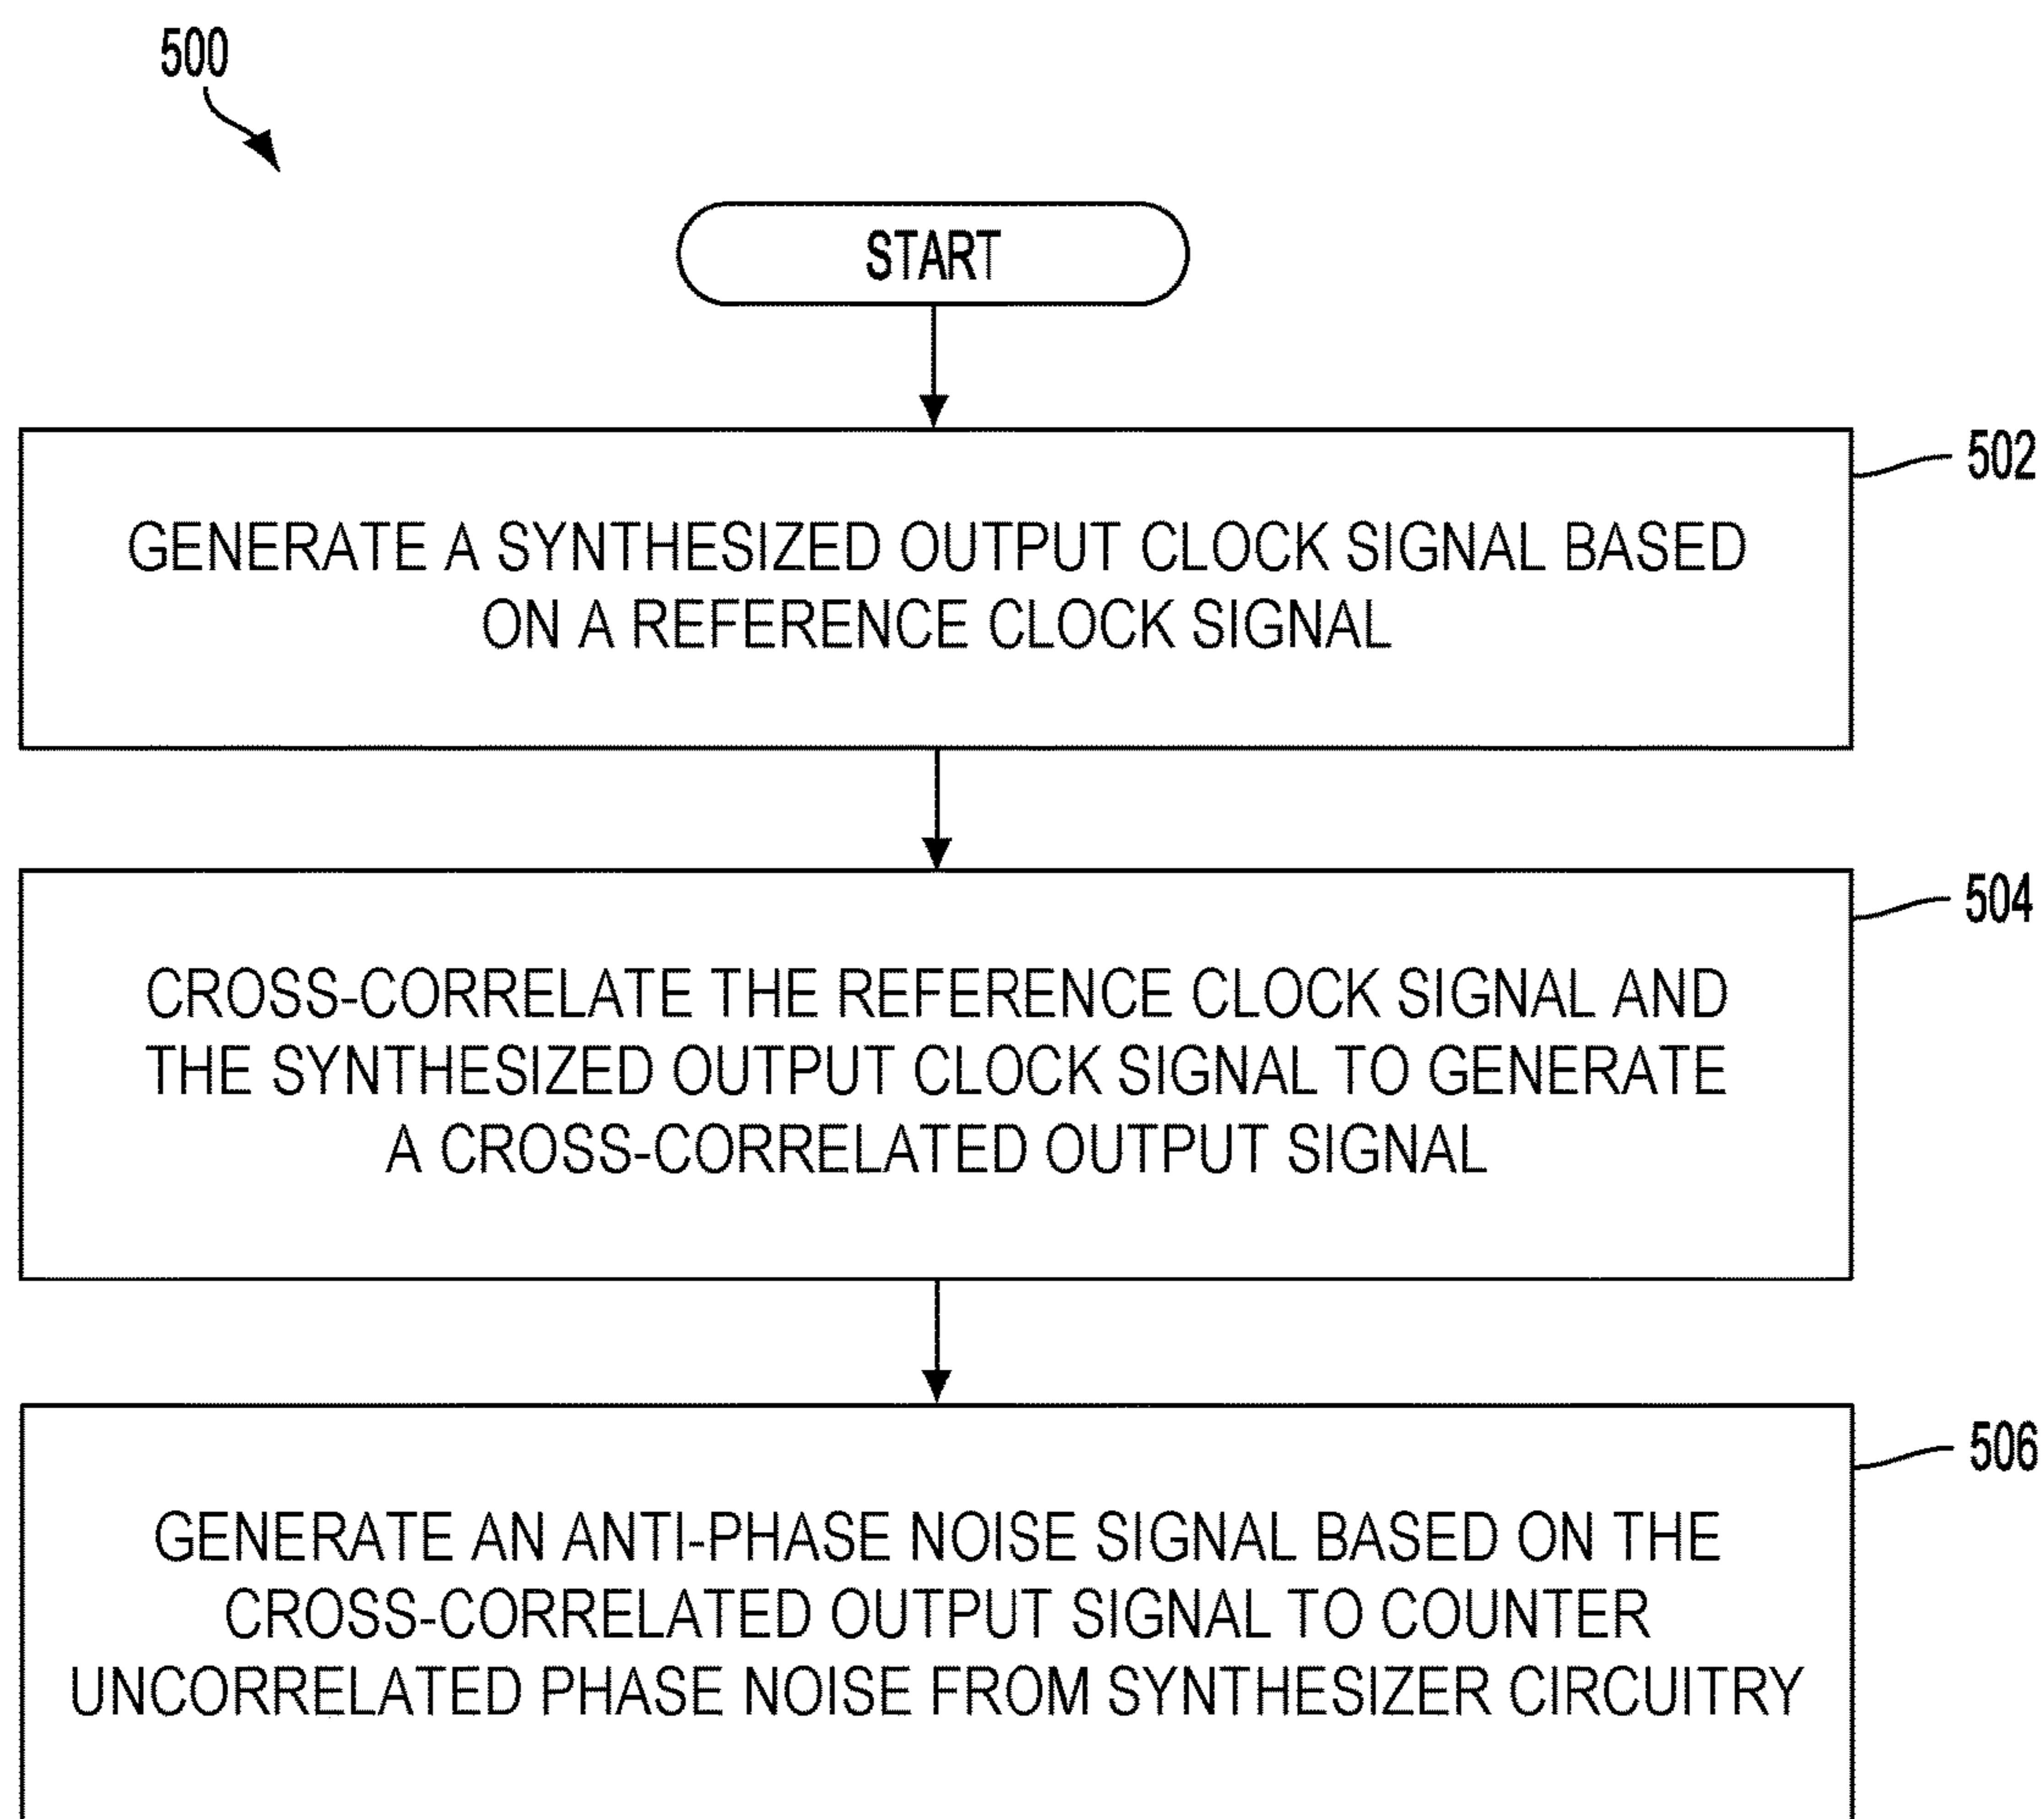 500
START
502
GENERATE A SYNTHESIZED OUTPUT CLOCK SIGNAL BASED
ON A REFERENCE CLOCK SIGNAL
504
CROSS-CORRELATE THE REFERENCE CLOCK SIGNAL AND
THE SYNTHESIZED OUTPUT CLOCK SIGNAL TO GENERATE
A CROSS-CORRELATED OUTPUT SIGNAL
506
GENERATE AN ANTI-PHASE NOISE SIGNAL BASED ON THE
CROSS-CORRELATED OUTPUT SIGNAL TO COUNTER
UNCORRELATED PHASE NOISE FROM SYNTHESIZER CIRCUITRY